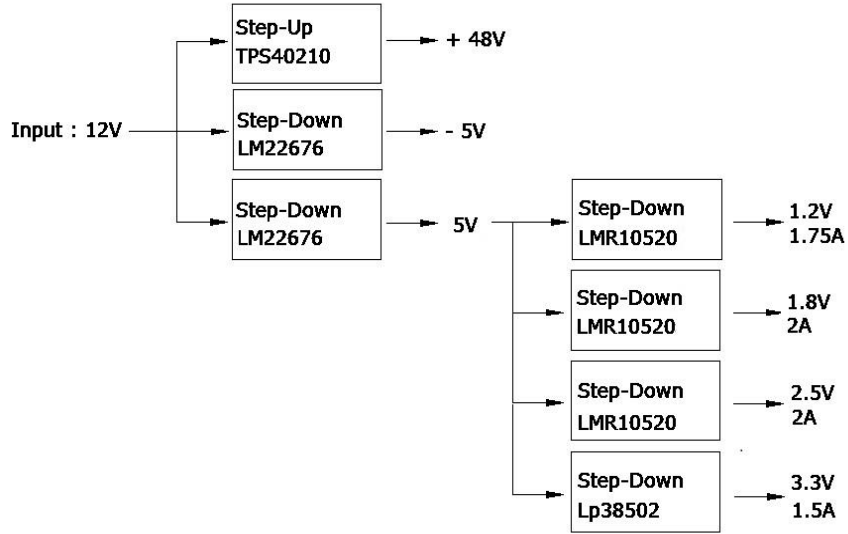 Step-Up
TPS40210
+ 48V
Input : 12V
Step-Down
LM22676
- 5V
Step-Down
LM22676
5V
Step-Down
LMR10520
1.2V
1.75A
Step-Down
LMR10520
1.8V
2A
Step-Down
LMR10520
2.5V
2A
Step-Down
Lp38502
3.3V
1.5A